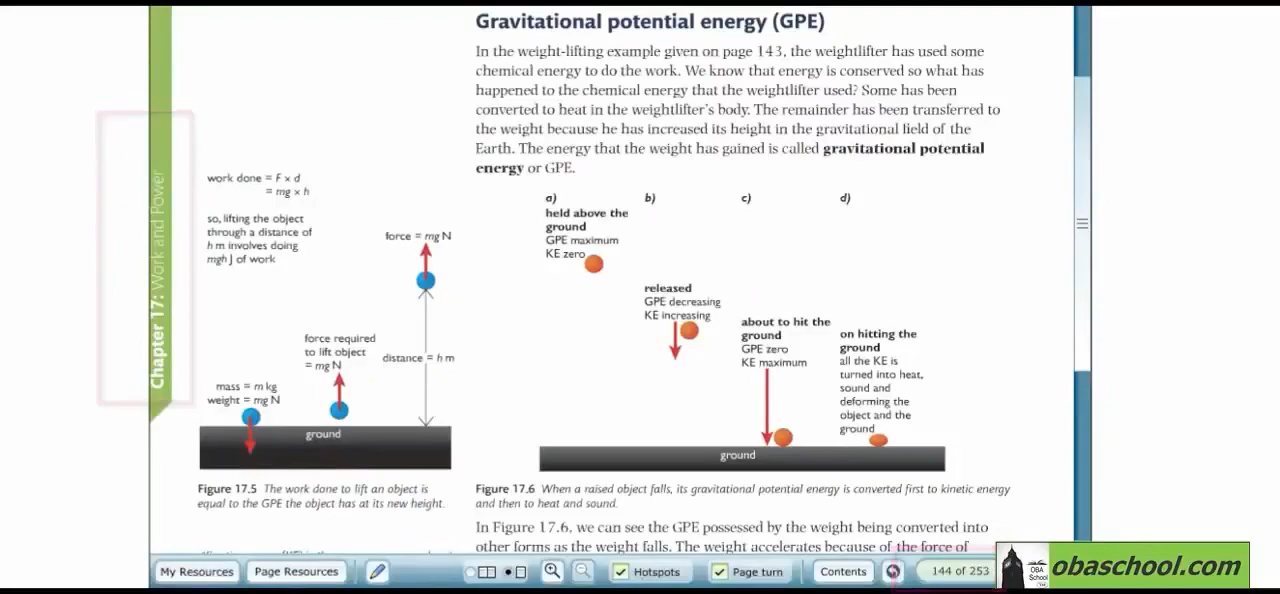 Gravitational potential energy (GPE)
In the weight-lifting example given on page 143, the weightlifter has used some
chemical energy to do the work. We know that energy is conserved so what has
happened to the chemical energy that the weightlifter used? Some has been
converted to heat in the weightlifter's body. The remainder has been transferred to
the weight because he has increased its height in the gravitational field of the
Earth. The energy that the weight has gained is called gravitational potential
energy or GPE.
Chapter 17: Work and Power
work done = F × d
= mg × h
so, lifting the object
through a distance of
h m involves doing
mgh J of work
force = mg N
force required
to lift object
= mg N
distance = h m
mass = m kg
weight = mg N
ground
Figure 17.5 The work done to lift an object is
equal to the GPE the object has at its new height.
a)
held above the
ground
GPE maximum
KE zero
b)
released
GPE decreasing
KE increasing
c)
about to hit the
ground
GPE zero
KE maximum
d)
on hitting the
ground
all the KE is
turned into heat,
sound and
deforming the
object and the
ground
ground
Figure 17.6 When a raised object falls, its gravitational potential energy is converted first to kinetic energy
and then to heat and sound.
In Figure 17.6, we can see the GPE possessed by the weight being converted into
other forms as the weight falls. The weight accelerates because of the force of
My Resources
Page Resources
Hotspots
Page turn
Contents
144 of 253
OBA
School
obaschool.com